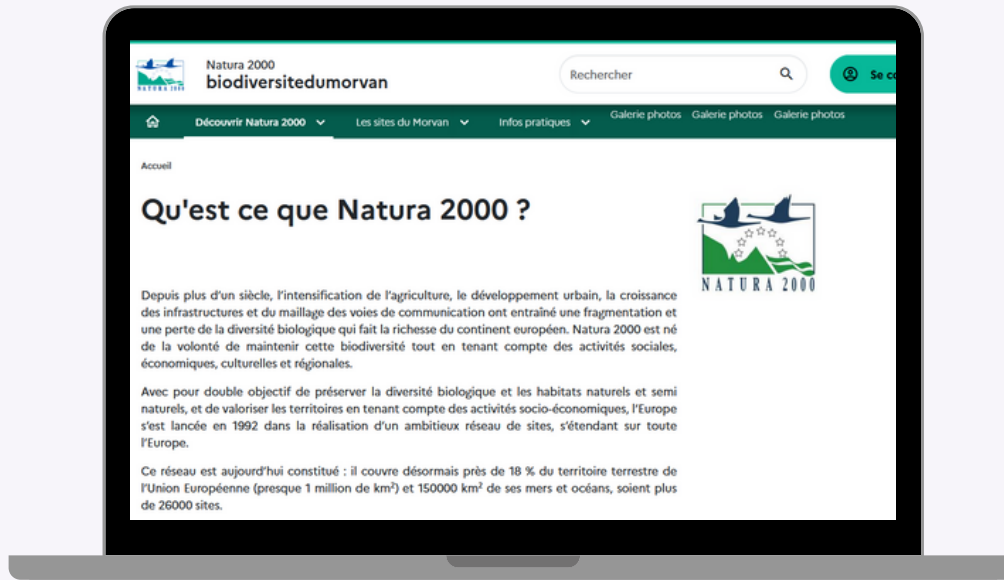 NATURA 2000
Natura 2000
biodiversitedumorvan
Rechercher
Se co
Découvrir Natura 2000
Les sites du Morvan
Infos pratiques
Galerie photos
Galerie photos
Galerie photos
Accueil
Qu'est ce que Natura 2000 ?
NATURA 2000
Depuis plus d'un siècle, l'intensification de l'agriculture, le développement urbain, la croissance
des infrastructures et du maillage des voies de communication ont entraîné une fragmentation et
une perte de la diversité biologique qui fait la richesse du continent européen. Natura 2000 est né
de la volonté de maintenir cette biodiversité tout en tenant compte des activités sociales,
économiques, culturelles et régionales.
Avec pour double objectif de préserver la diversité biologique et les habitats naturels et semi
naturels, et de valoriser les territoires en tenant compte des activités socio-économiques, l'Europe
s'est lancée en 1992 dans la réalisation d'un ambitieux réseau de sites, s'étendant sur toute
l'Europe.
Ce réseau est aujourd'hui constitué : il couvre désormais près de 18 % du territoire terrestre de
l'Union Européenne (presque 1 million de km²) et 150000 km² de ses mers et océans, soient plus
de 26000 sites.